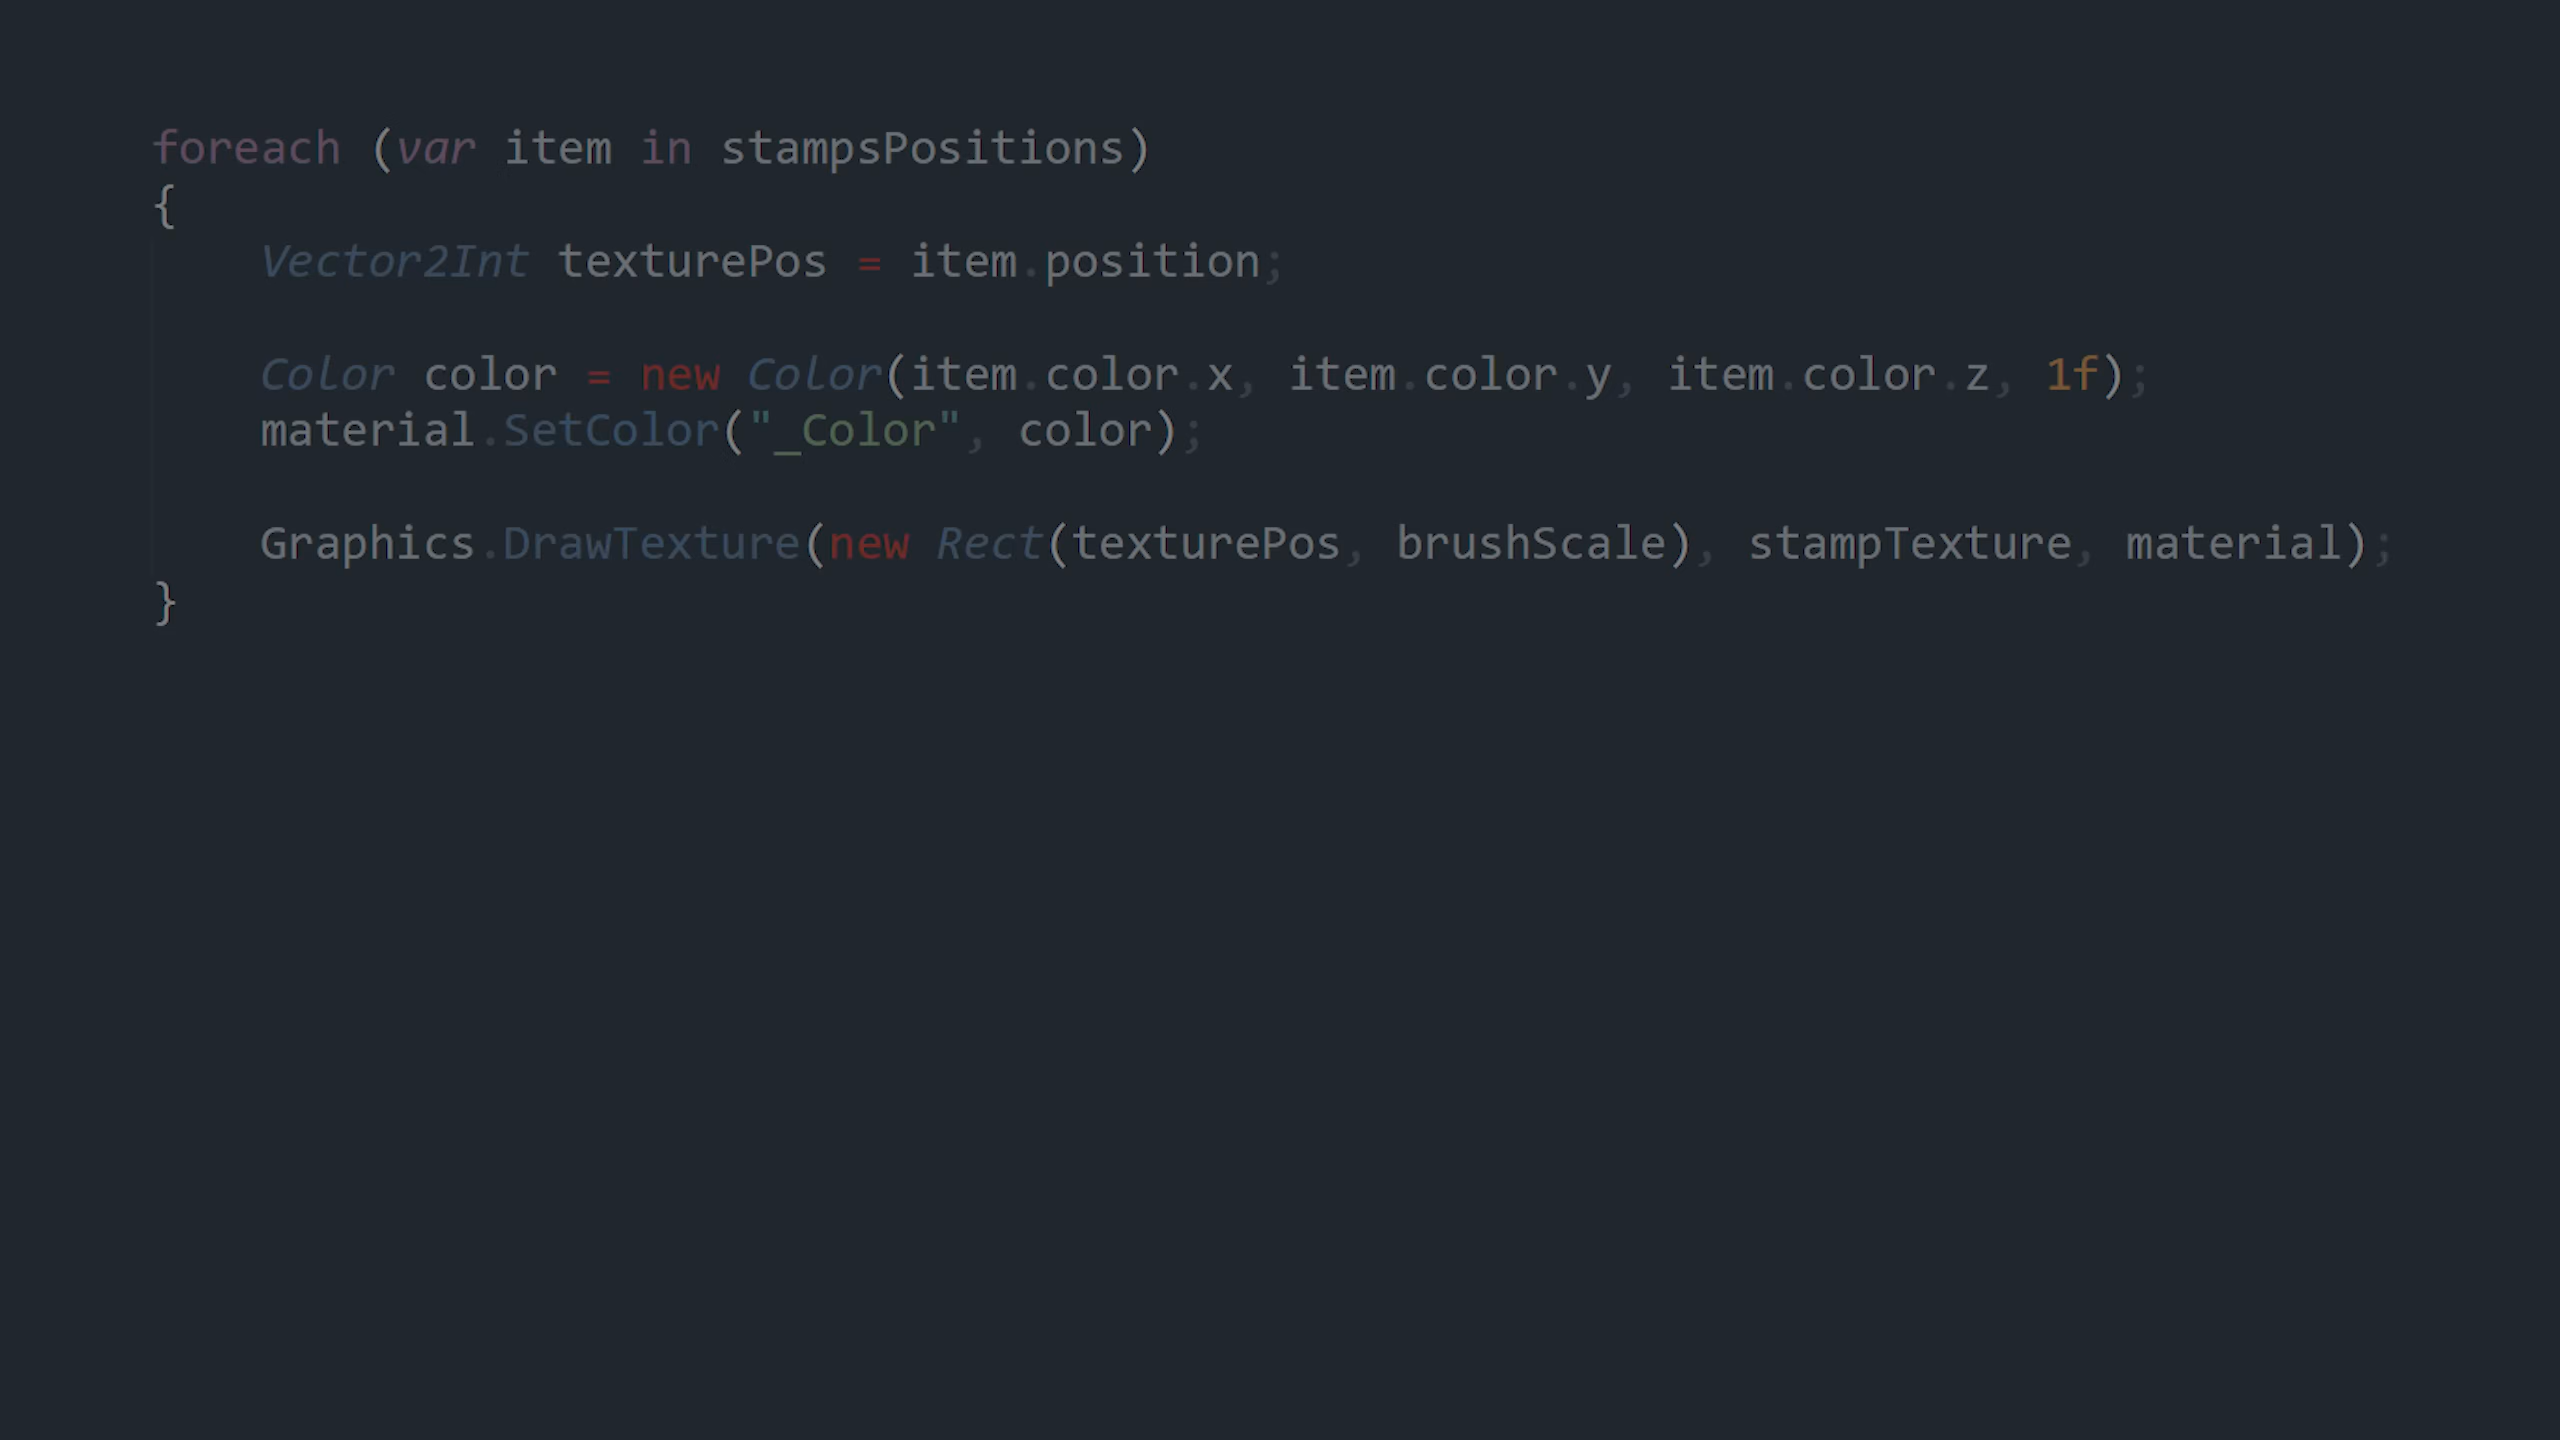 foreach (var item in stampsPositions)
{
Vector2Int texturePos = item.position;
Color color = new Color(item.color.x, item.color.y, item.color.z, 1f);
material.SetColor("_Color", color);
Graphics.DrawTexture(new Rect(texturePos, brushScale), stampTexture, material);
}